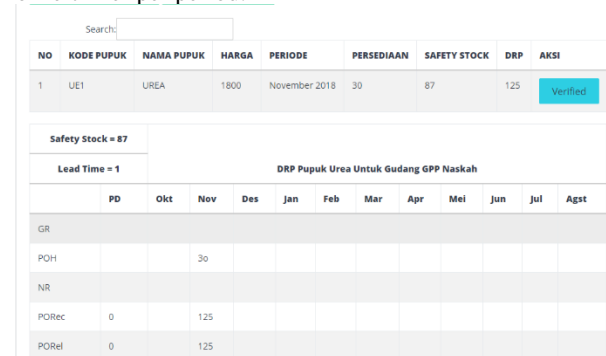 Search:
NO KODE PUPUK NAMA PUPUK HARGA PERIODE PERSEDIAAN SAFETY STOCK DRP AKSI
1 UE1 UREA 1800 November 2018 30 87 125 Verified
Safety Stock = 87
Lead Time = 1 DRP Pupuk Urea Untuk Gudang GPP Naskah
PD Okt Nov Des Jan Feb Mar Apr Mei Jun Jul Agst
GR
POH 3o
NR
PORec 0 125
PORel 0 125